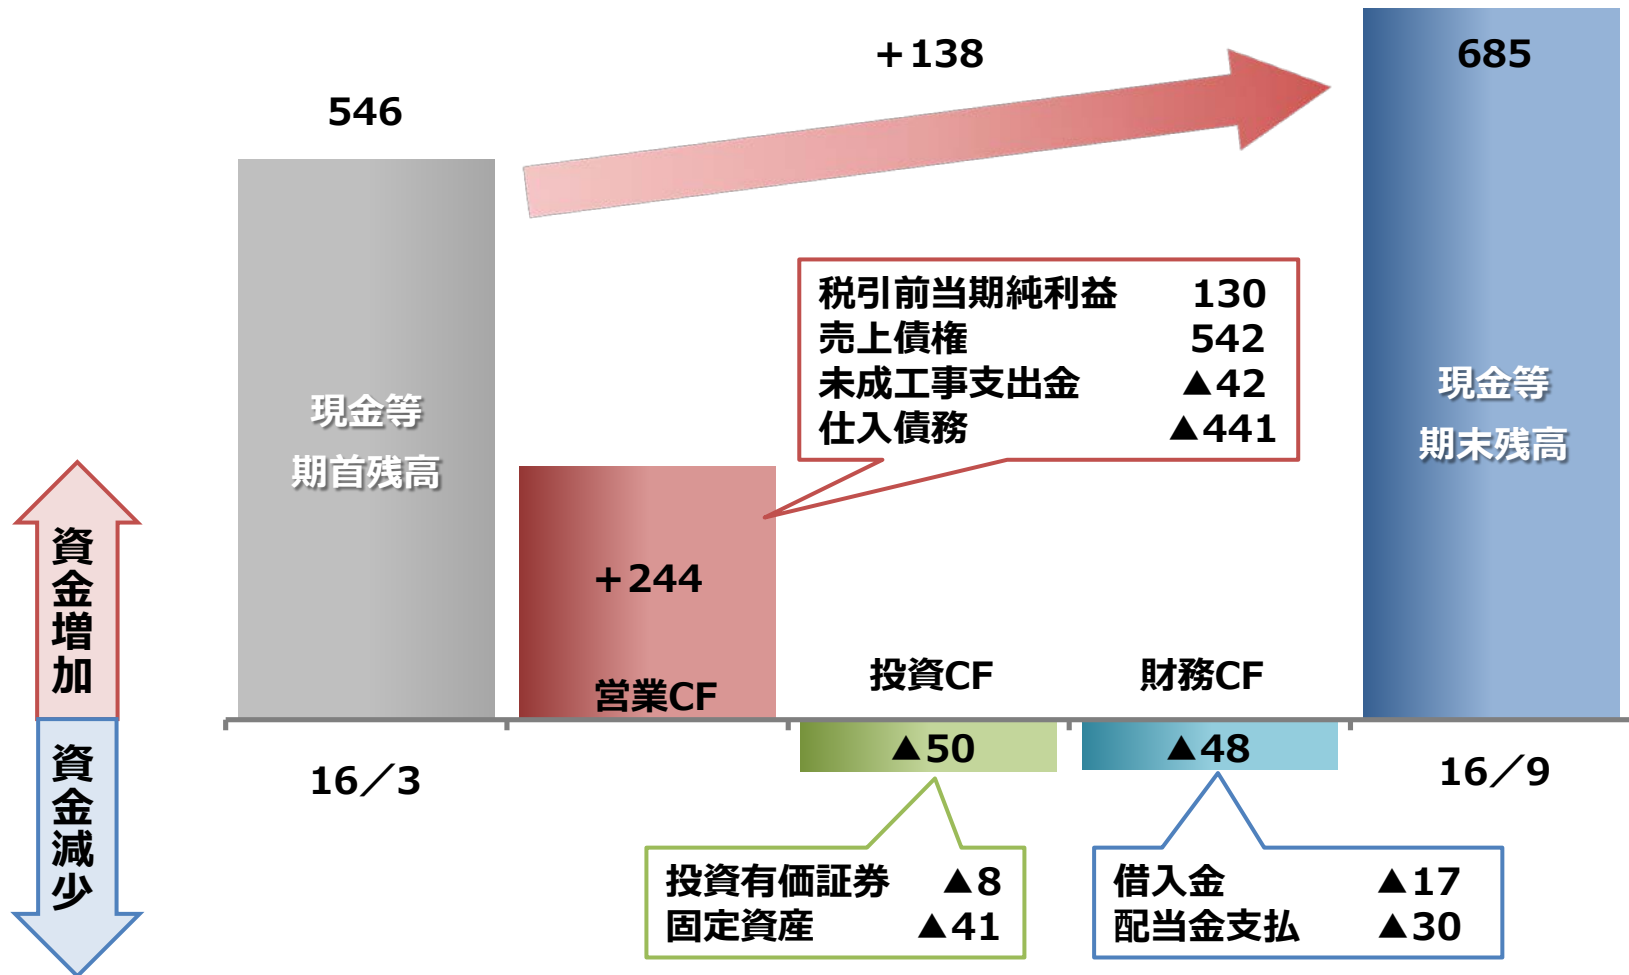 546
+138
685
税引前当期純利益 130
売上債権 542
未成工事支出金 ▲42
仕入債務 ▲441
現金等
期首残高
現金等
期末残高
資金増加
+244
営業CF
投資CF
財務CF
▲50
▲48
資金減少
16/3
16/9
投資有価証券 ▲8
固定資産 ▲41
借入金 ▲17
配当金支払 ▲30